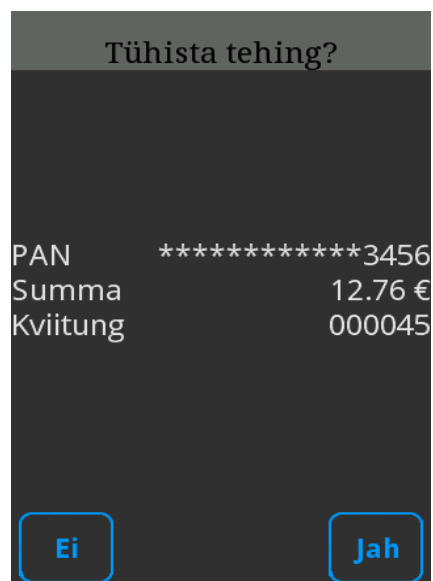 Tühista tehing?
PAN ************3456
Summa 12.76 €
Kviitung 000045
Ei Jah